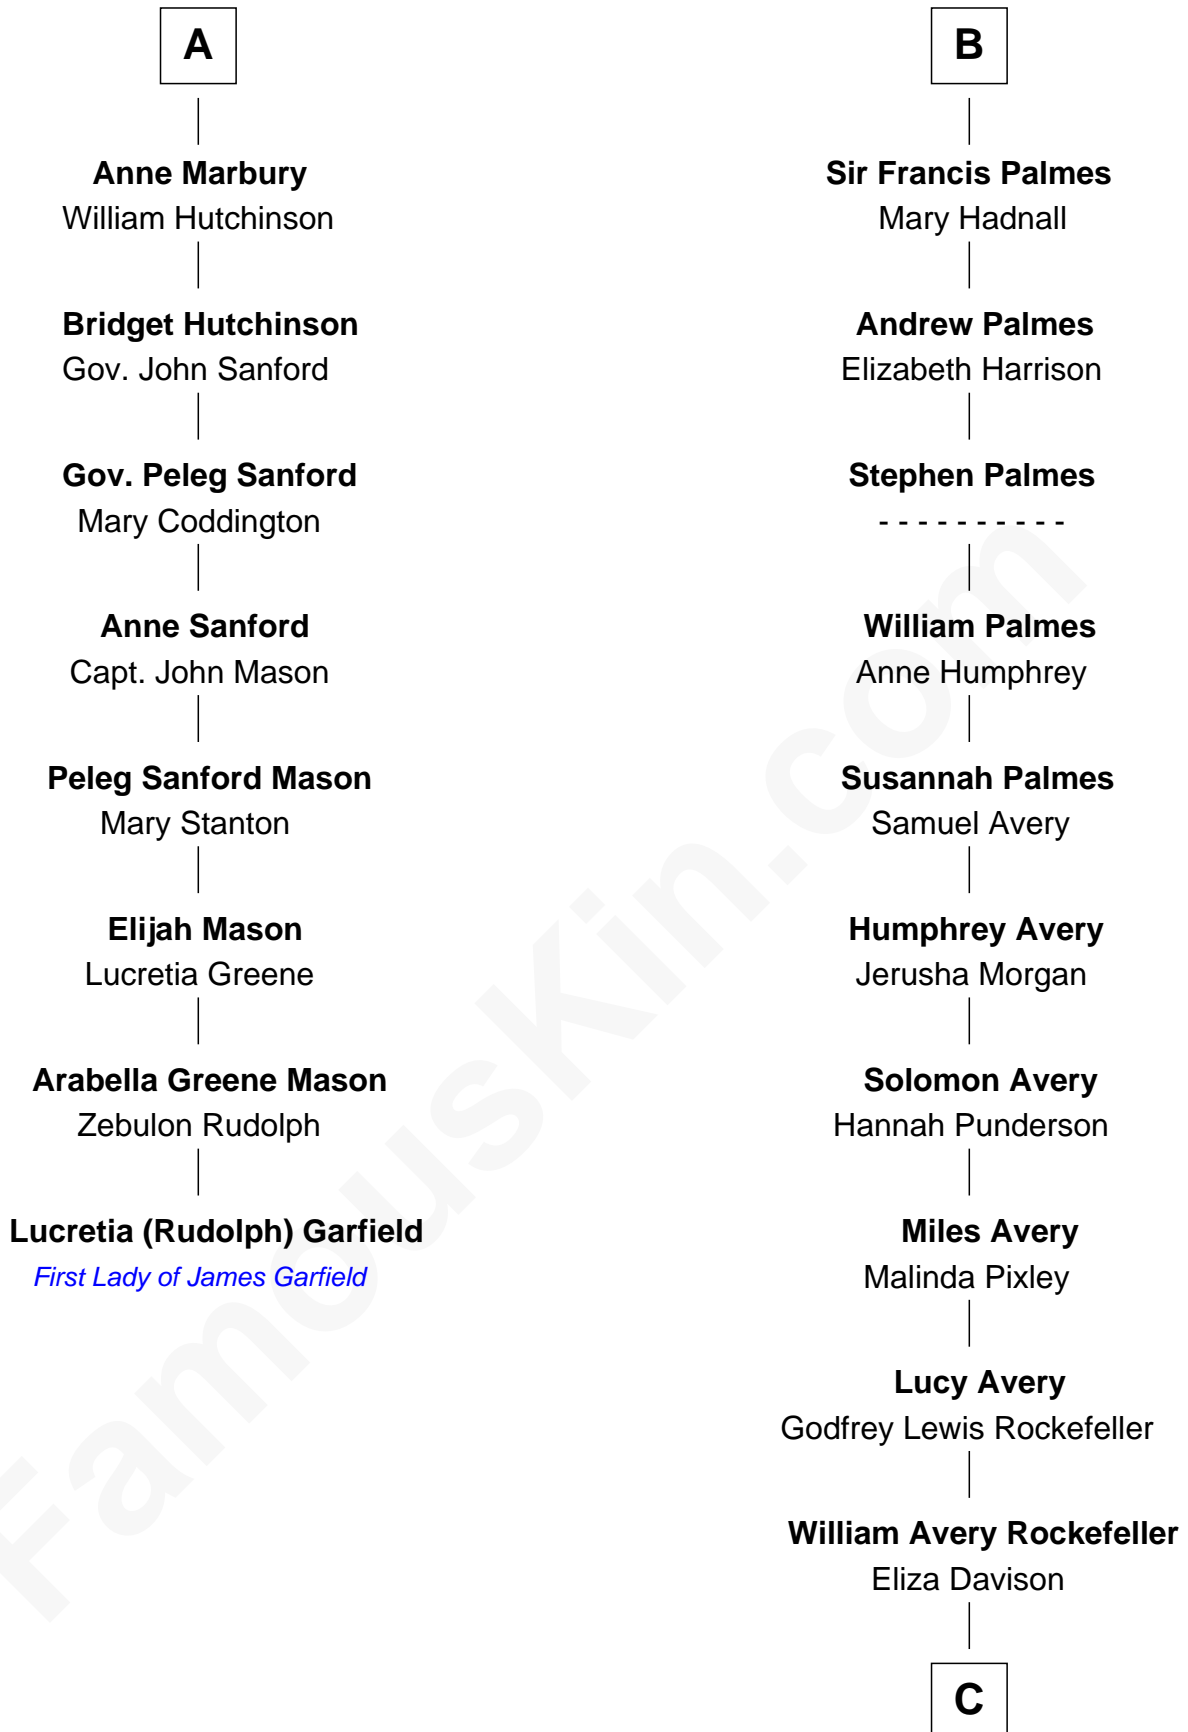 A
Anne Marbury
William Hutchinson
Bridget Hutchinson
Gov. John Sanford
Gov. Peleg Sanford
Mary Coddington
Anne Sanford
Capt. John Mason
Peleg Sanford Mason
Mary Stanton
Elijah Mason
Lucretia Greene
Arabella Greene Mason
Zebulon Rudolph
Lucretia (Rudolph) Garfield
First Lady of James Garfield
B
Sir Francis Palmes
Mary Hadnall
Andrew Palmes
Elizabeth Harrison
Stephen Palmes
- - - - - - - - - -
William Palmes
Anne Humphrey
Susannah Palmes
Samuel Avery
Humphrey Avery
Jerusha Morgan
Solomon Avery
Hannah Punderson
Miles Avery
Malinda Pixley
Lucy Avery
Godfrey Lewis Rockefeller
William Avery Rockefeller
Eliza Davison
C
FamousKin.com